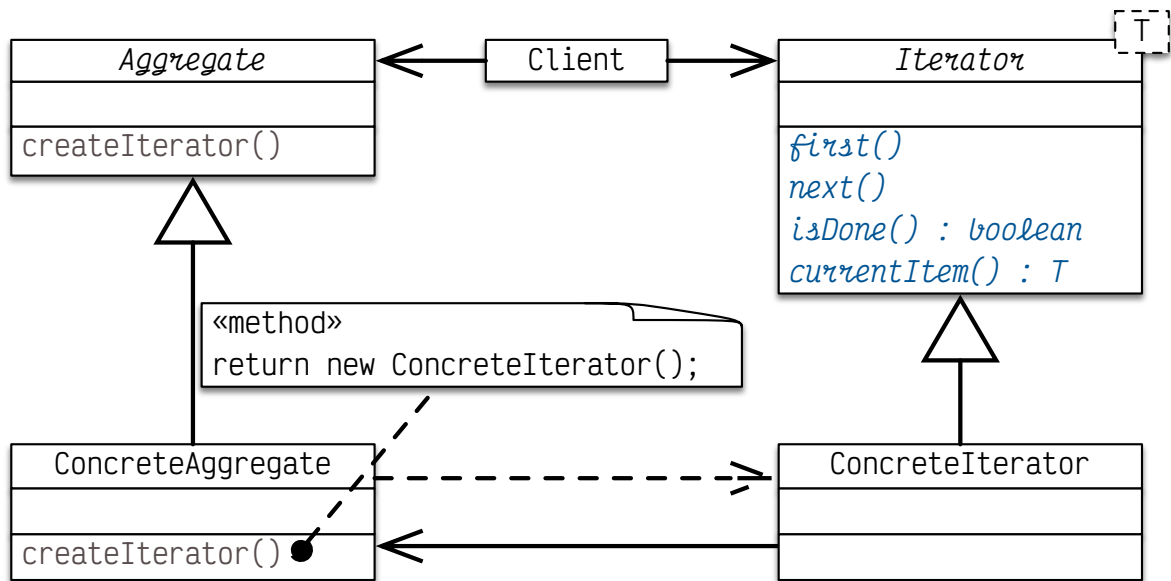 Aggregate
createIterator()
Client
T
Iterator
first()
next()
isDone() : boolean
currentItem() : T
«method»
return new ConcreteIterator();
ConcreteAggregate
createIterator()
ConcreteIterator